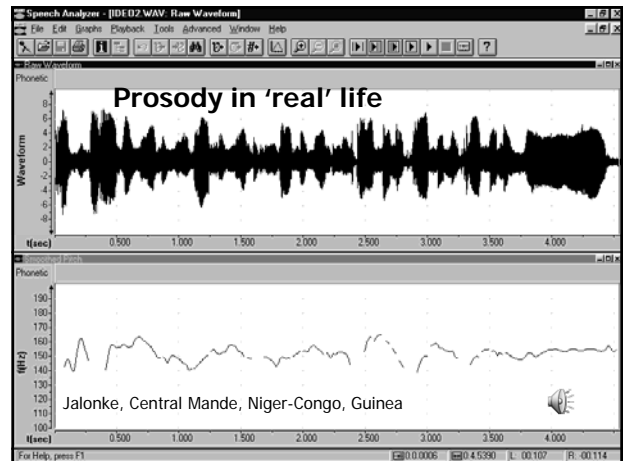 Speech Analyzer - [IDEO2.WAV: Raw Waveform]
File Edit Graphs Playback Tools Advanced Window Help
Raw Waveform
Phonetic
Prosody in ‘real’ life
8
6
4
2
0
-2
-4
-6
-8
Waveform
t(sec) 0.500 1.000 1.500 2.000 2.500 3.000 3.500 4.000
Smoothed Pitch
Phonetic
190
180
170
160
150
140
130
120
110
100
f(Hz)
Jalonke, Central Mande, Niger-Congo, Guinea
t(sec) 0.500 1.000 1.500 2.000 2.500 3.000 3.500 4.000
For Help, press F1 0:0.0006 0:4.5390 L: 00.107 R: -00.114